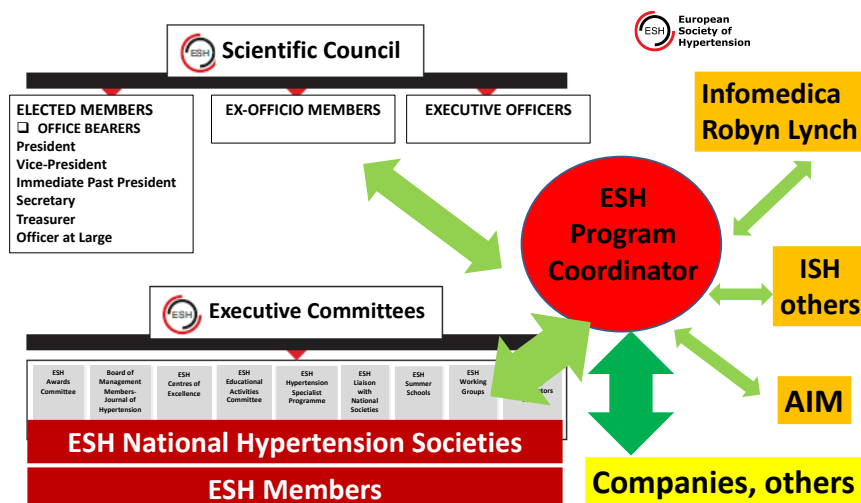 ESH
Scientific Council
ESH
European
Society of
Hypertension
ELECTED MEMBERS
❑ OFFICE BEARERS
President
Vice-President
Immediate Past President
Secretary
Treasurer
Officer at Large
EX-OFFICIO MEMBERS
EXECUTIVE OFFICERS
Infomedica
Robyn Lynch
ESH
Program
Coordinator
ISH
others
AIM
Companies, others
ESH
Executive Committees
ESH
Awards
Committee
Board of
Management
Members-
Journal of
Hypertension
ESH
Centres of
Excellence
ESH
Educational
Activities
Committee
ESH
Hypertension
Specialist
Programme
ESH
Liaison with
National
Societies
ESH
Summer
Schools
ESH
Working
Groups
ESH National Hypertension Societies
ESH Members